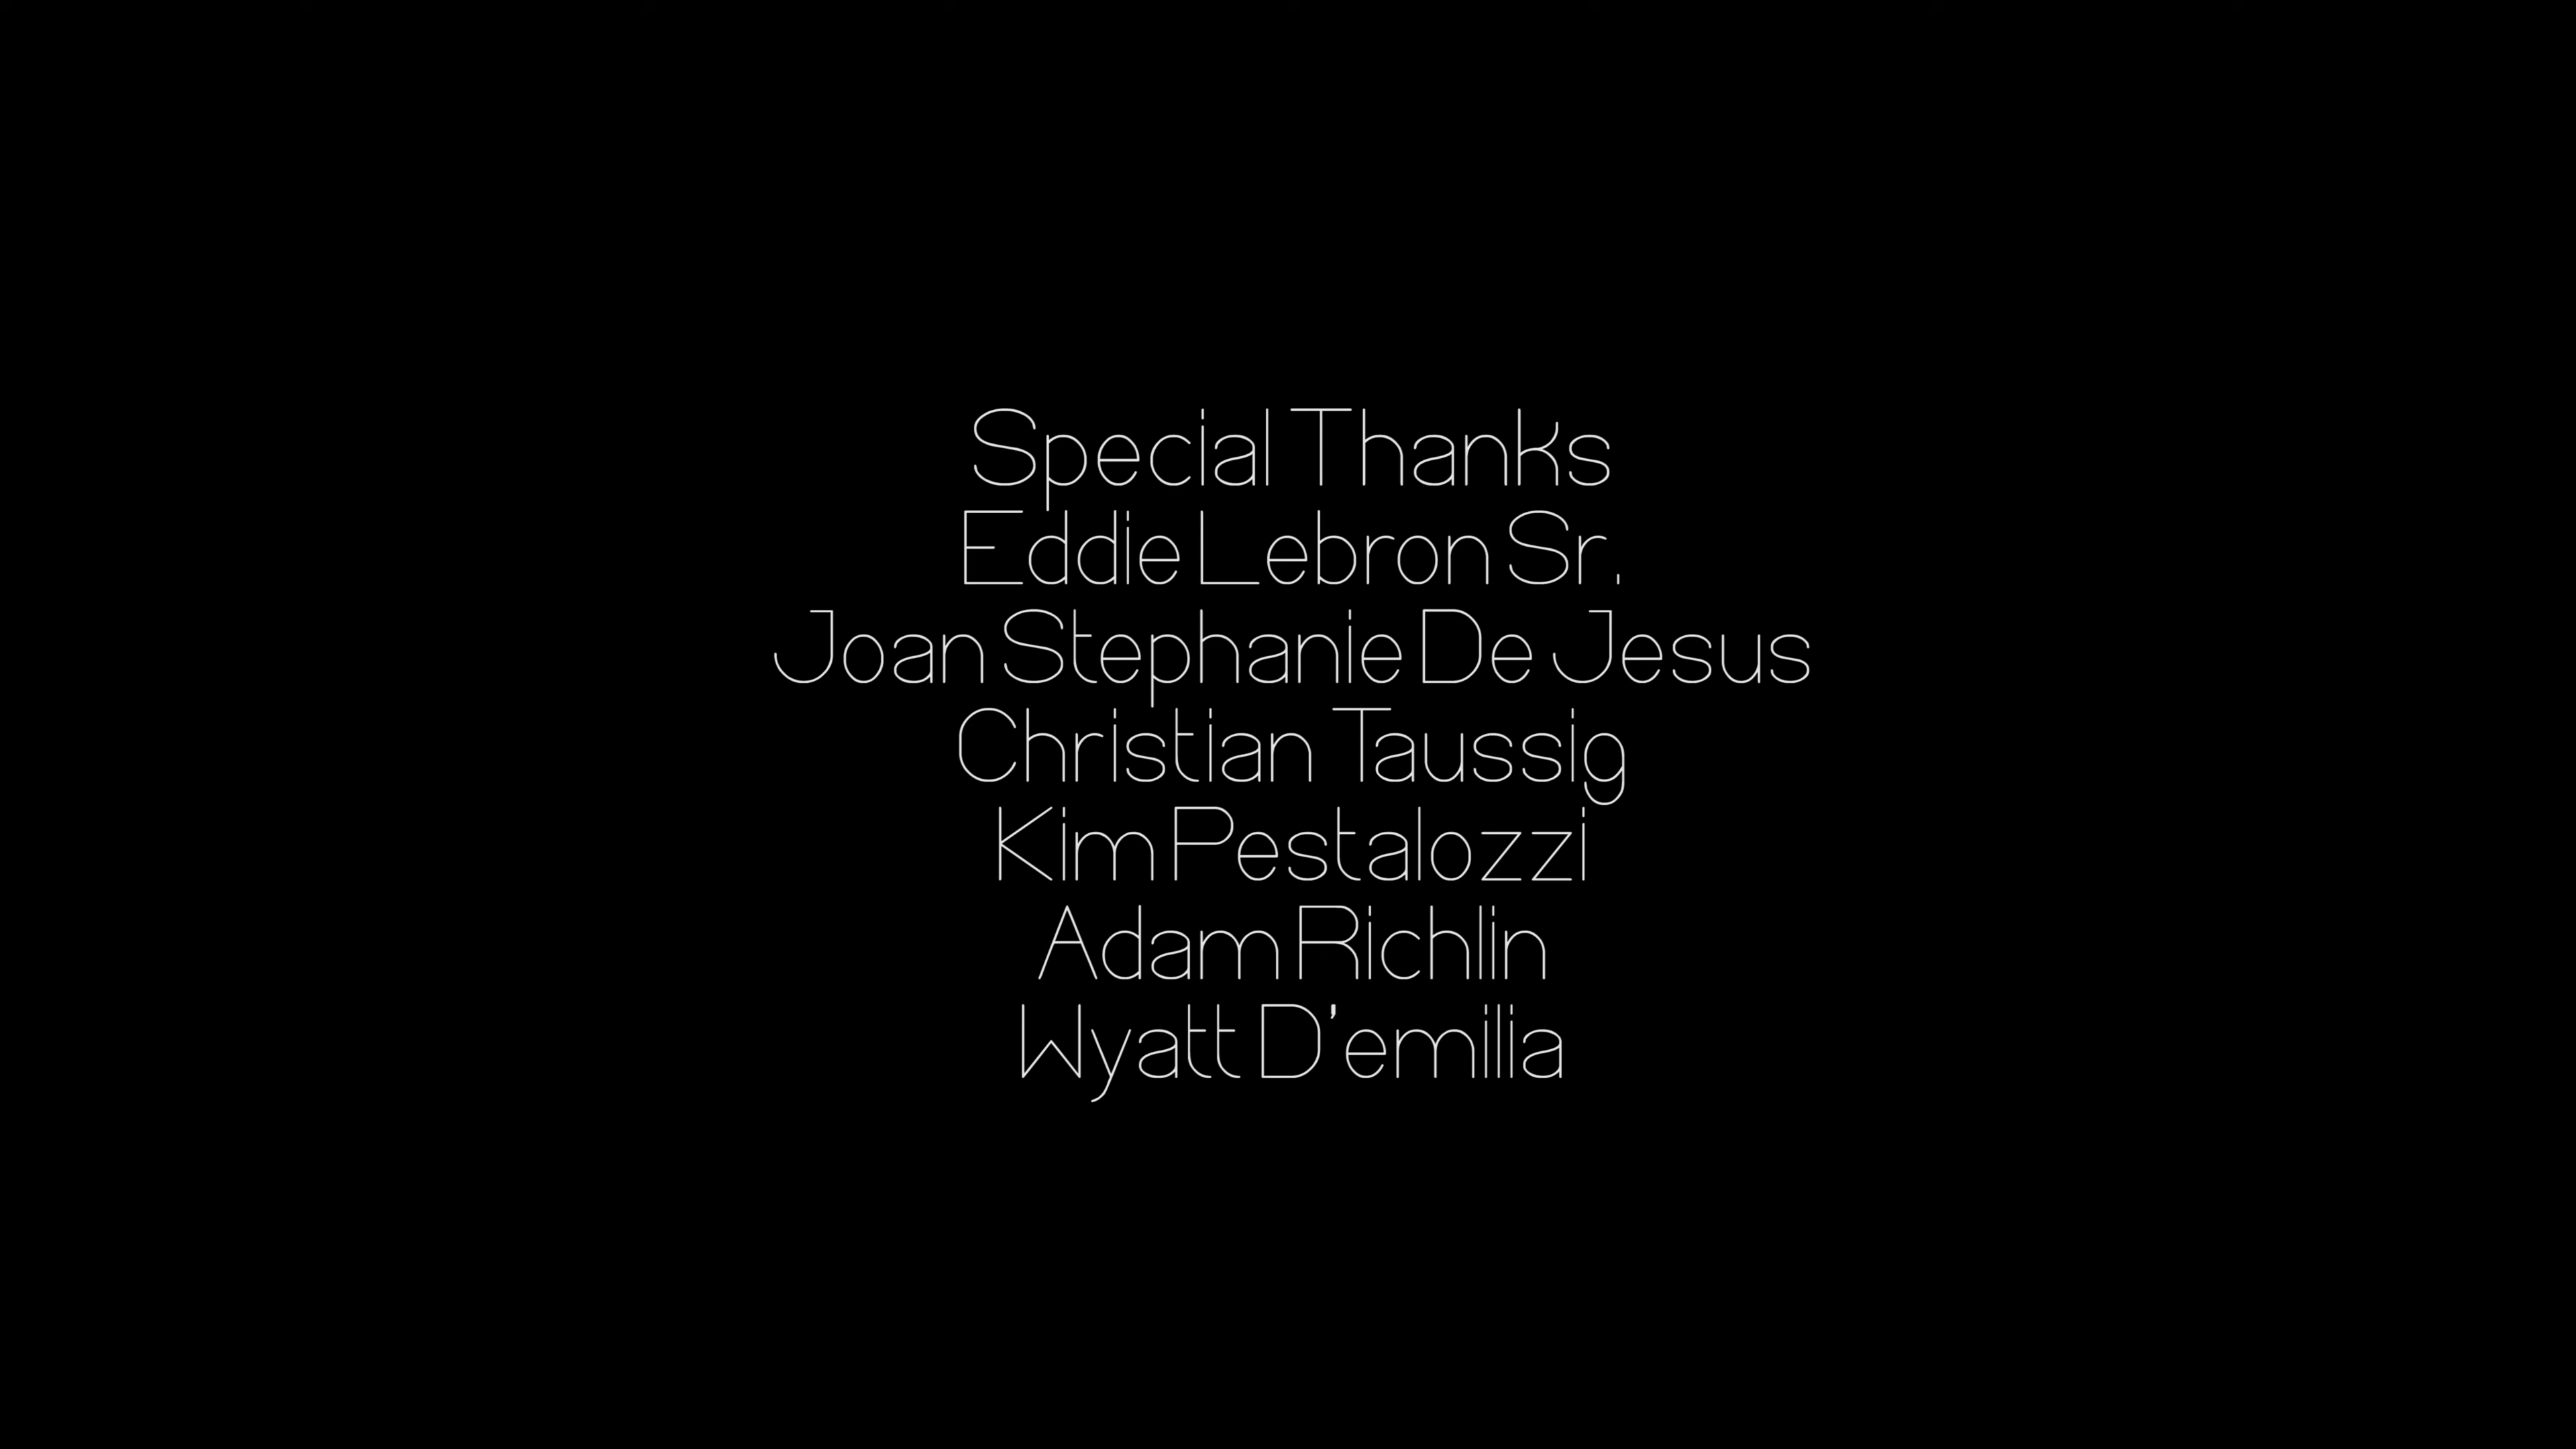 Special Thanks
Eddie Lebron Sr.
Joan Stephanie De Jesus
Christian Taussig
Kim Pestalozzi
Adam Richlin
Wyatt D'emilia